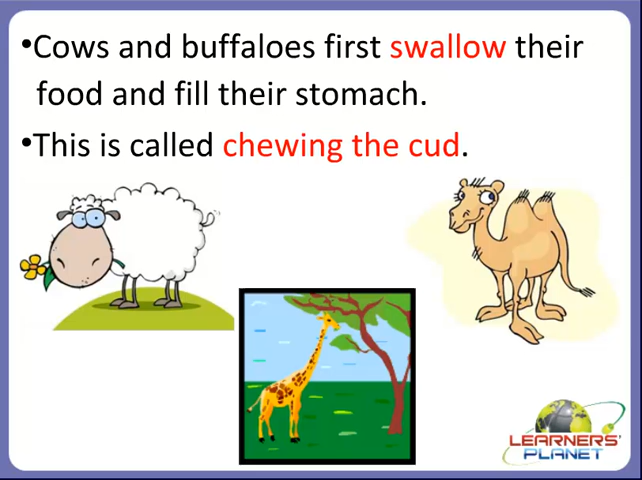 •Cows and buffaloes first swallow their
food and fill their stomach.
•This is called chewing the cud.
LEARNERS'
PLANET